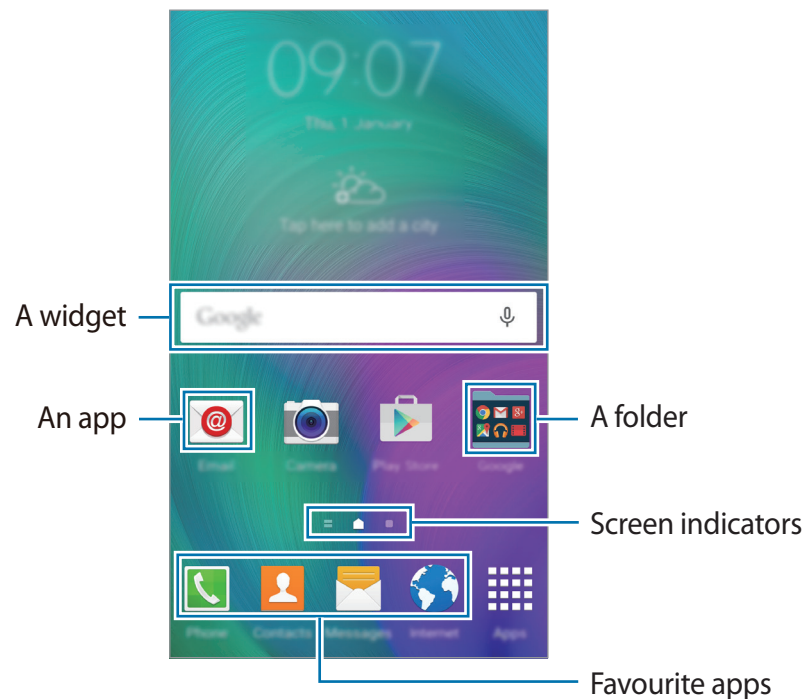 09:07
Thu, 1 January
Tap here to add a city
A widget
Google
An app
A folder
Email
Camera
Play Store
Google
Screen indicators
Phone
Contacts
Messages
Internet
Apps
Favourite apps